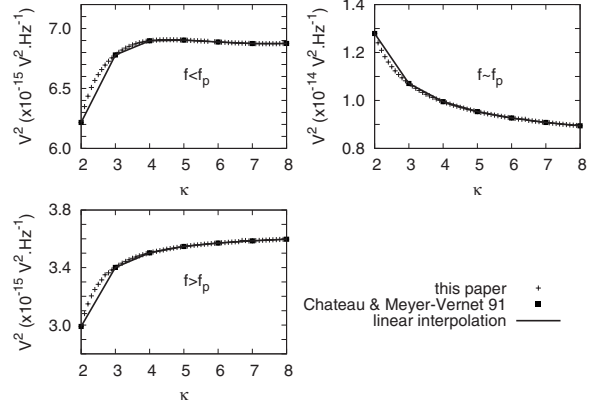 V² (x10⁻¹⁵ V².Hz⁻¹)
7.0
6.5
6.0
f<fₚ
2 3 4 5 6 7 8
κ
V² (x10⁻¹⁴ V².Hz⁻¹)
1.4
1.2
1.0
0.8
f~fₚ
2 3 4 5 6 7 8
κ
V² (x10⁻¹⁵ V².Hz⁻¹)
3.8
3.4
3.0
f>fₚ
2 3 4 5 6 7 8
κ
this paper
Chateau & Meyer-Vernet 91
linear interpolation